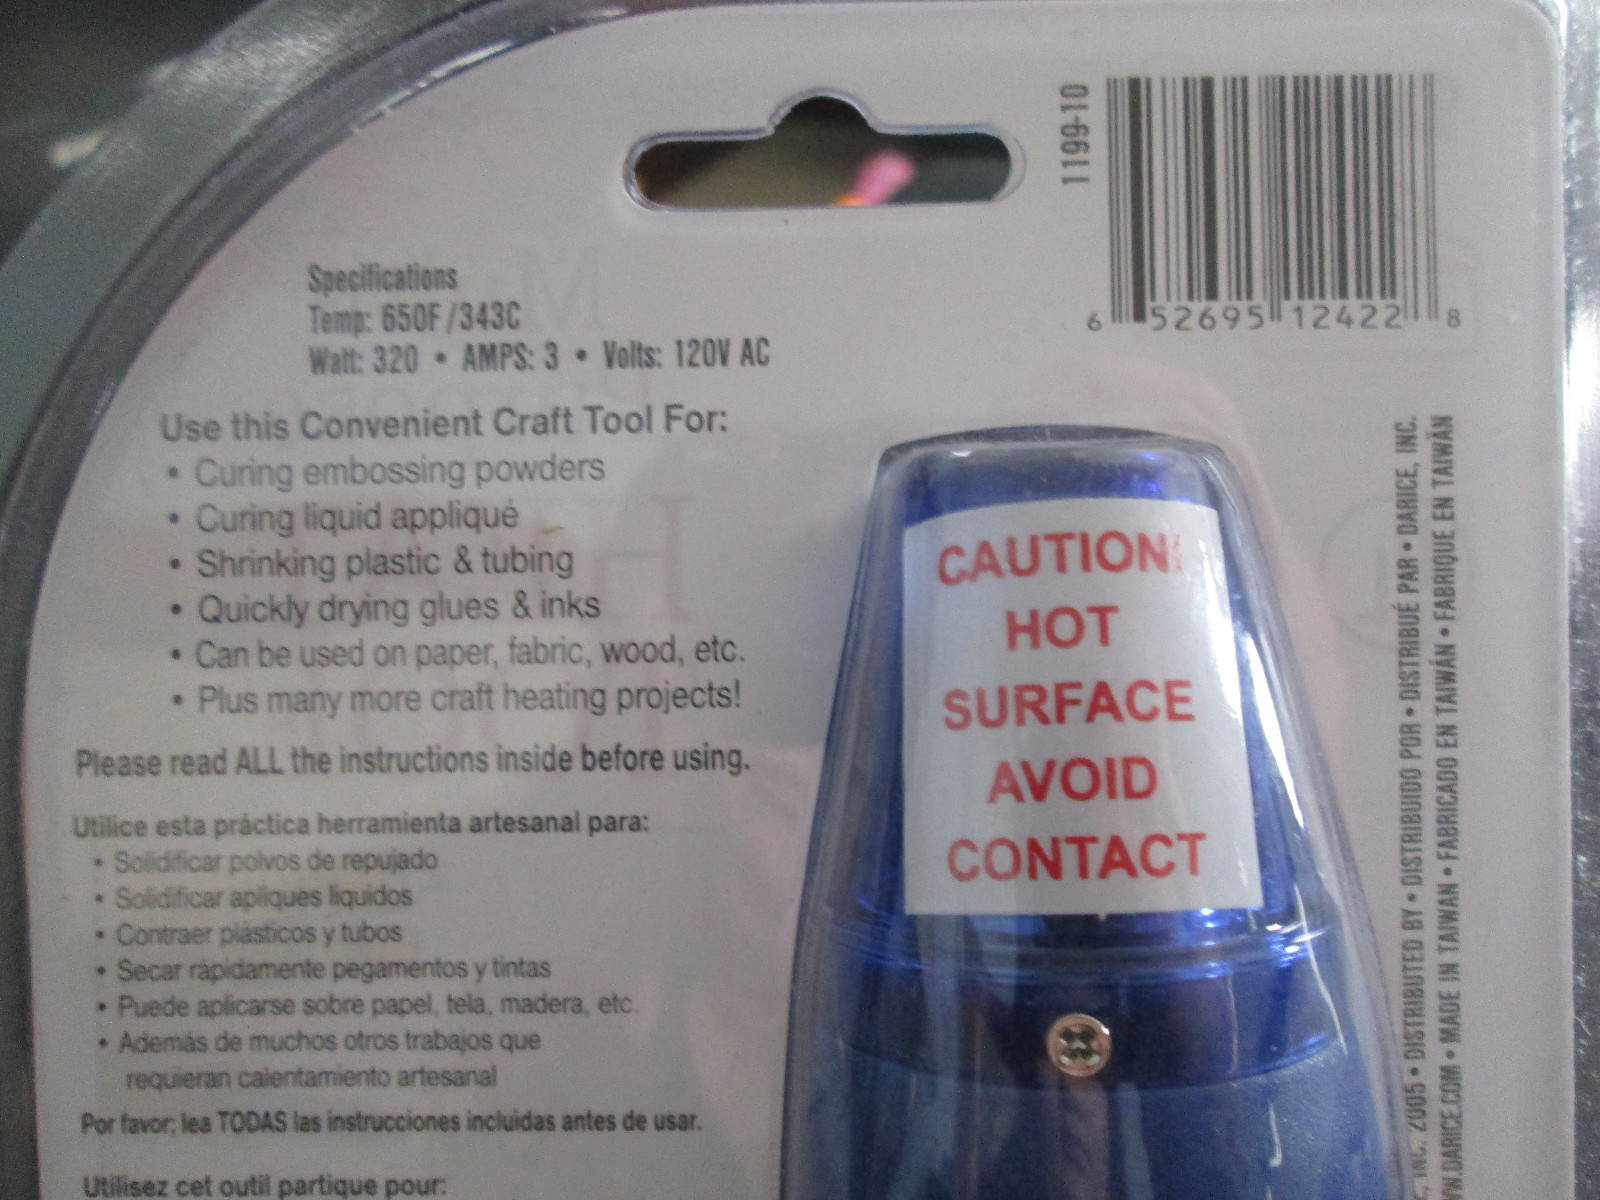 1199-10
6 52695 12422 8
Specifications
Temp: 650F/343C
Watt: 320 • AMPS: 3 • Volts: 120V AC
Use this Convenient Craft Tool For:
• Curing embossing powders
• Curing liquid appliqué
• Shrinking plastic & tubing
• Quickly drying glues & inks
• Can be used on paper, fabric, wood, etc.
• Plus many more craft heating projects!
Please read ALL the instructions inside before using.
Utilice esta práctica herramienta artesanal para:
• Solidificar polvos de repujado
• Solidificar apliques liquidos
• Contraer plásticos y tubos
• Secar rápidamente pegamentos y tintas
• Puede aplicarse sobre papel, tela, madera, etc.
• Además de muchos otros trabajos que
requieran calentamiento artesanal
Por favor; lea TODAS las instrucciones incluidas antes de usar.
Utilisez cet outil partique pour:
CAUTION!
HOT
SURFACE
AVOID
CONTACT
, INC. 2005 • DISTRIBUTED BY • DISTRIBUIDO POR • DISTRIBUÉ PAR • DARICE, INC.
W.DARICE.COM • MADE IN TAIWAN • FABRICADO EN TAIWÁN • FABRIQUE EN TAIWĂN